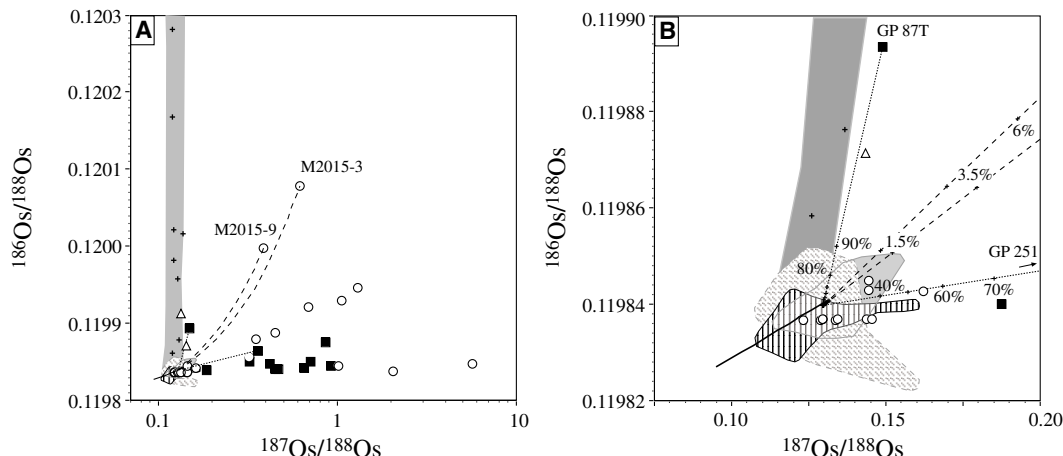 A
0.1203
0.1202
0.1201
0.1200
0.1199
0.1198
186Os/188Os
M2015-3
M2015-9
0.1 1 10
187Os/188Os
B
0.11990
0.11988
0.11986
0.11984
0.11982
186Os/188Os
GP 87T
6%
3.5%
90% 1.5%
GP 251
80%
40% 60% 70%
0.10 0.15 0.20
187Os/188Os